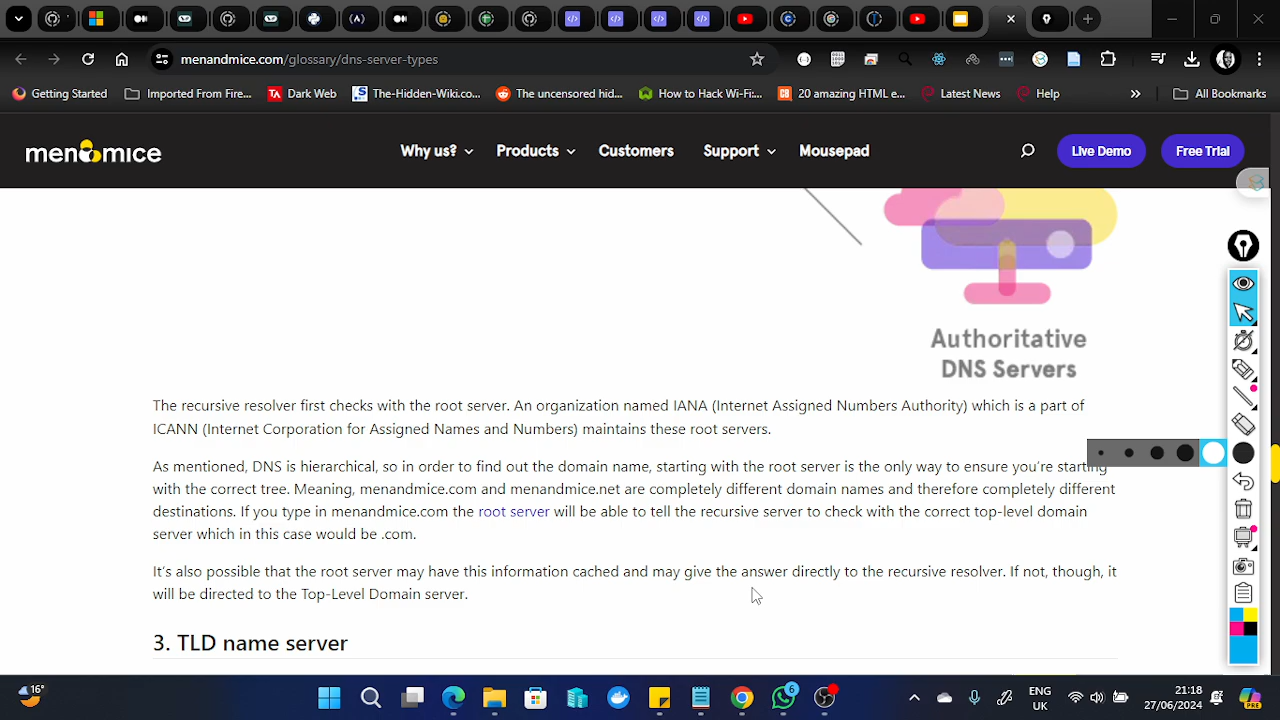 menandmice.com/glossary/dns-server-types
Getting Started
Imported From Fire...
TA Dark Web
The-Hidden-Wiki.co...
The uncensored hid...
How to Hack Wi-Fi:...
20 amazing HTML e...
Latest News
Help
All Bookmarks
men&mice
Why us?
Products
Customers
Support
Mousepad
Live Demo
Free Trial
Authoritative
DNS Servers
The recursive resolver first checks with the root server. An organization named IANA (Internet Assigned Numbers Authority) which is a part of
ICANN (Internet Corporation for Assigned Names and Numbers) maintains these root servers.
As mentioned, DNS is hierarchical, so in order to find out the domain name, starting with the root server is the only way to ensure you're starting
with the correct tree. Meaning, menandmice.com and menandmice.net are completely different domain names and therefore completely different
destinations. If you type in menandmice.com the root server will be able to tell the recursive server to check with the correct top-level domain
server which in this case would be .com.
It's also possible that the root server may have this information cached and may give the answer directly to the recursive resolver. If not, though, it
will be directed to the Top-Level Domain server.
3. TLD name server
16°
6
ENG
UK
21:18
27/06/2024
PRE